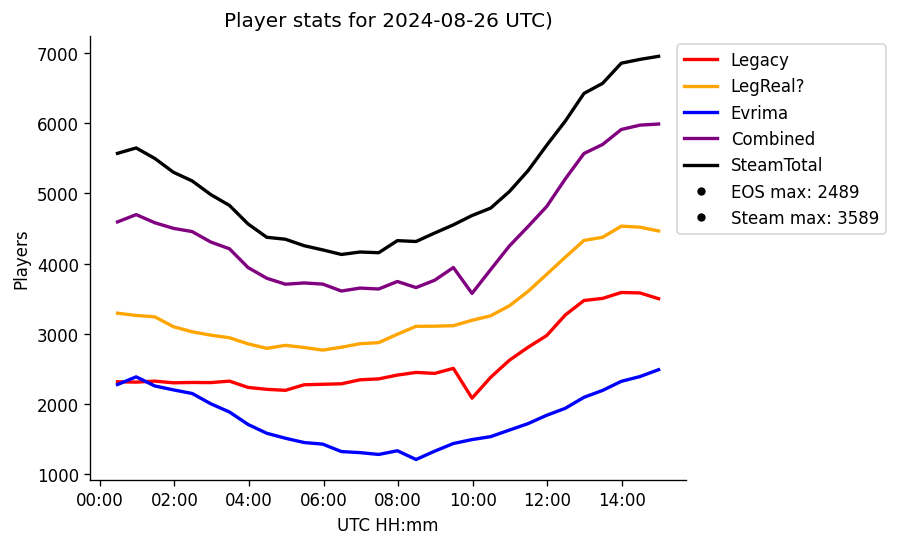 Player stats for 2024-08-26 UTC)
7000
6000
5000
4000
3000
2000
1000
Players
00:00 02:00 04:00 06:00 08:00 10:00 12:00 14:00
UTC HH:mm
Legacy
LegReal?
Evrima
Combined
SteamTotal
EOS max: 2489
Steam max: 3589